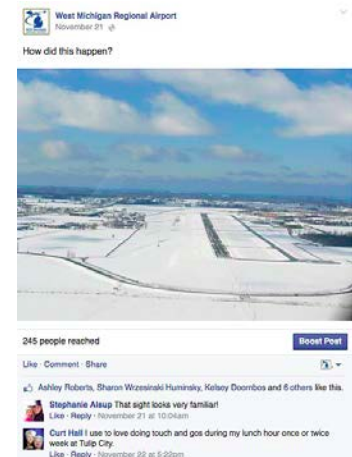 West Michigan Regional Airport
November 21
How did this happen?
245 people reached
Boost Post
Like · Comment · Share
Ashley Roberts, Sharon Wrzesinski Huminsky, Kelsey Doornbos and 6 others like this.
Stephanie Alsup That sight looks very familiar!
Like · Reply · November 21 at 10:04am
Curt Hall I use to love doing touch and gos during my lunch hour once or twice
week at Tulip City.
Like · Reply · November 22 at 5:22pm